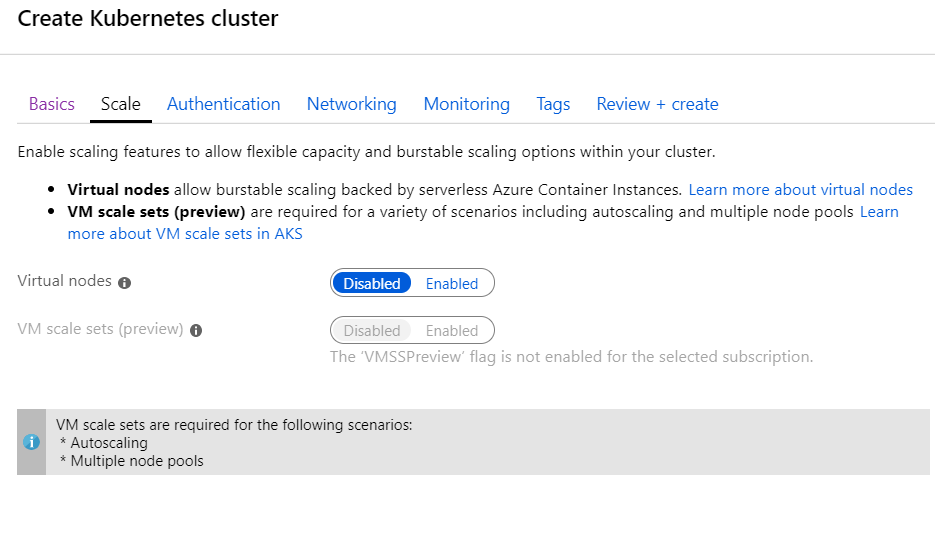 Create Kubernetes cluster
Basics Scale Authentication Networking Monitoring Tags Review + create
Enable scaling features to allow flexible capacity and burstable scaling options within your cluster.
• Virtual nodes allow burstable scaling backed by serverless Azure Container Instances. Learn more about virtual nodes
• VM scale sets (preview) are required for a variety of scenarios including autoscaling and multiple node pools Learn
more about VM scale sets in AKS
Virtual nodes Disabled Enabled
VM scale sets (preview) Disabled Enabled
The 'VMSSPreview' flag is not enabled for the selected subscription.
VM scale sets are required for the following scenarios:
* Autoscaling
* Multiple node pools